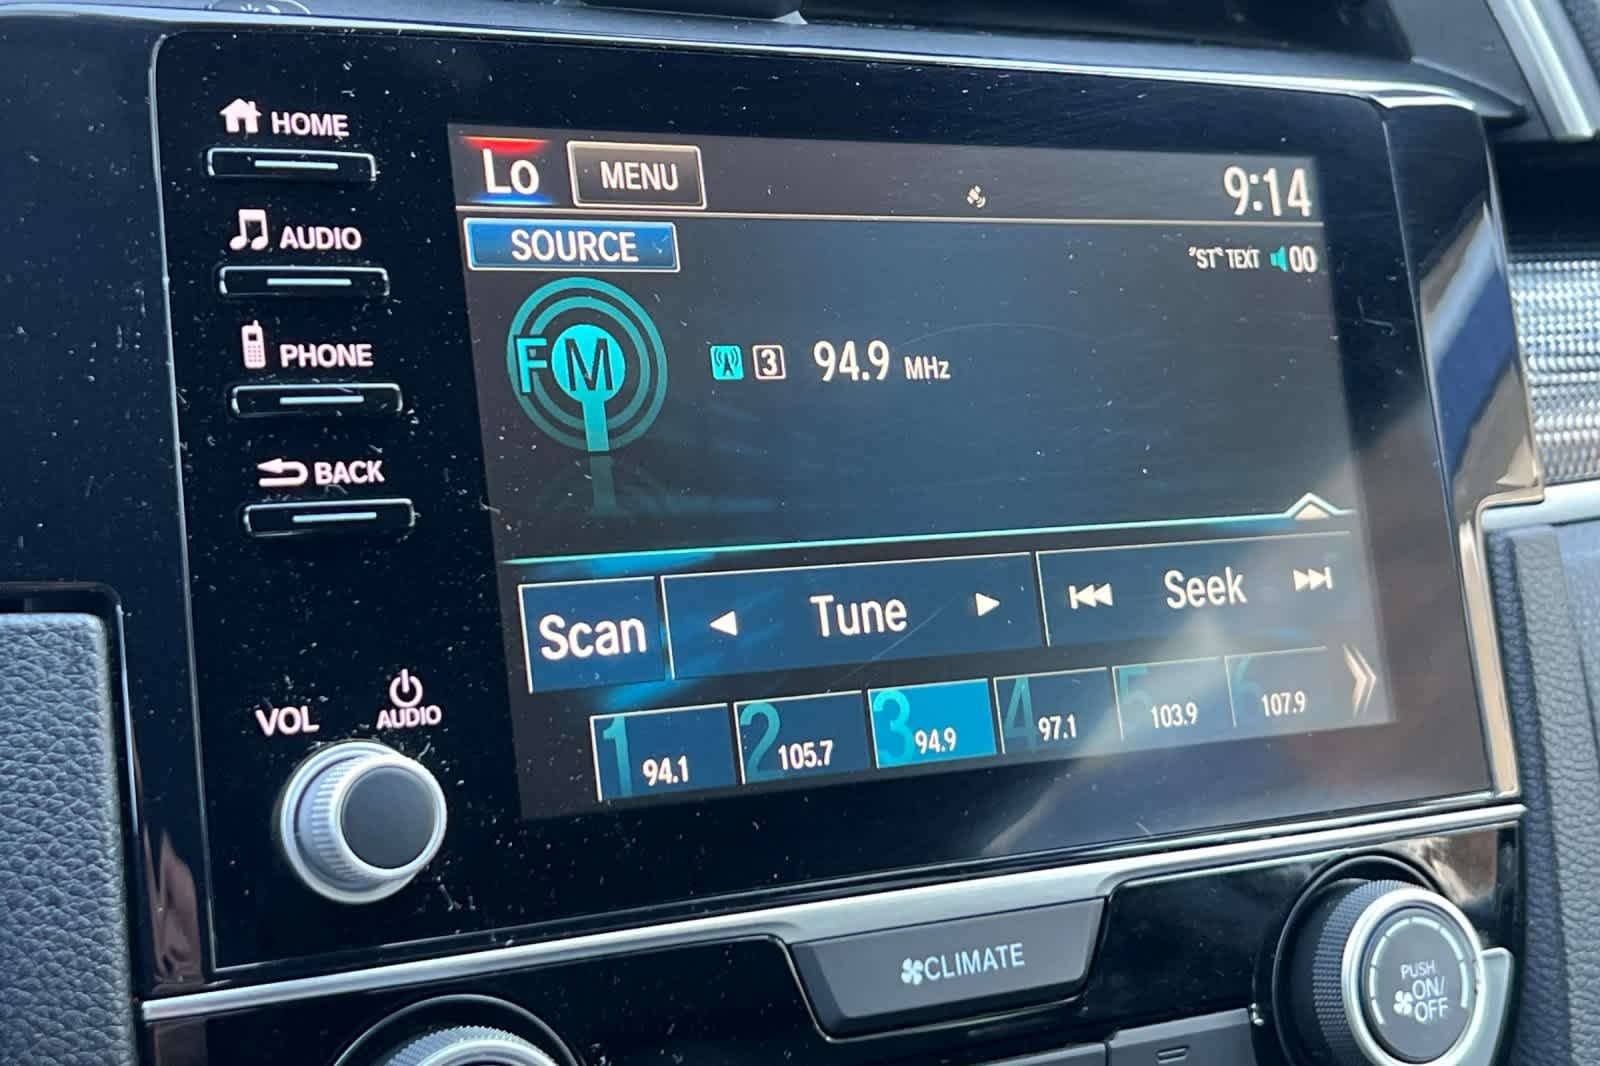 HOME
AUDIO
PHONE
BACK
VOL
AUDIO
Lo
MENU
9:14
SOURCE
"ST" TEXT 00
FM
3 94.9 MHz
Scan
Tune
Seek
1 94.1
2 105.7
3 94.9
4 97.1
5 103.9
6 107.9
CLIMATE
PUSH
ON/
OFF